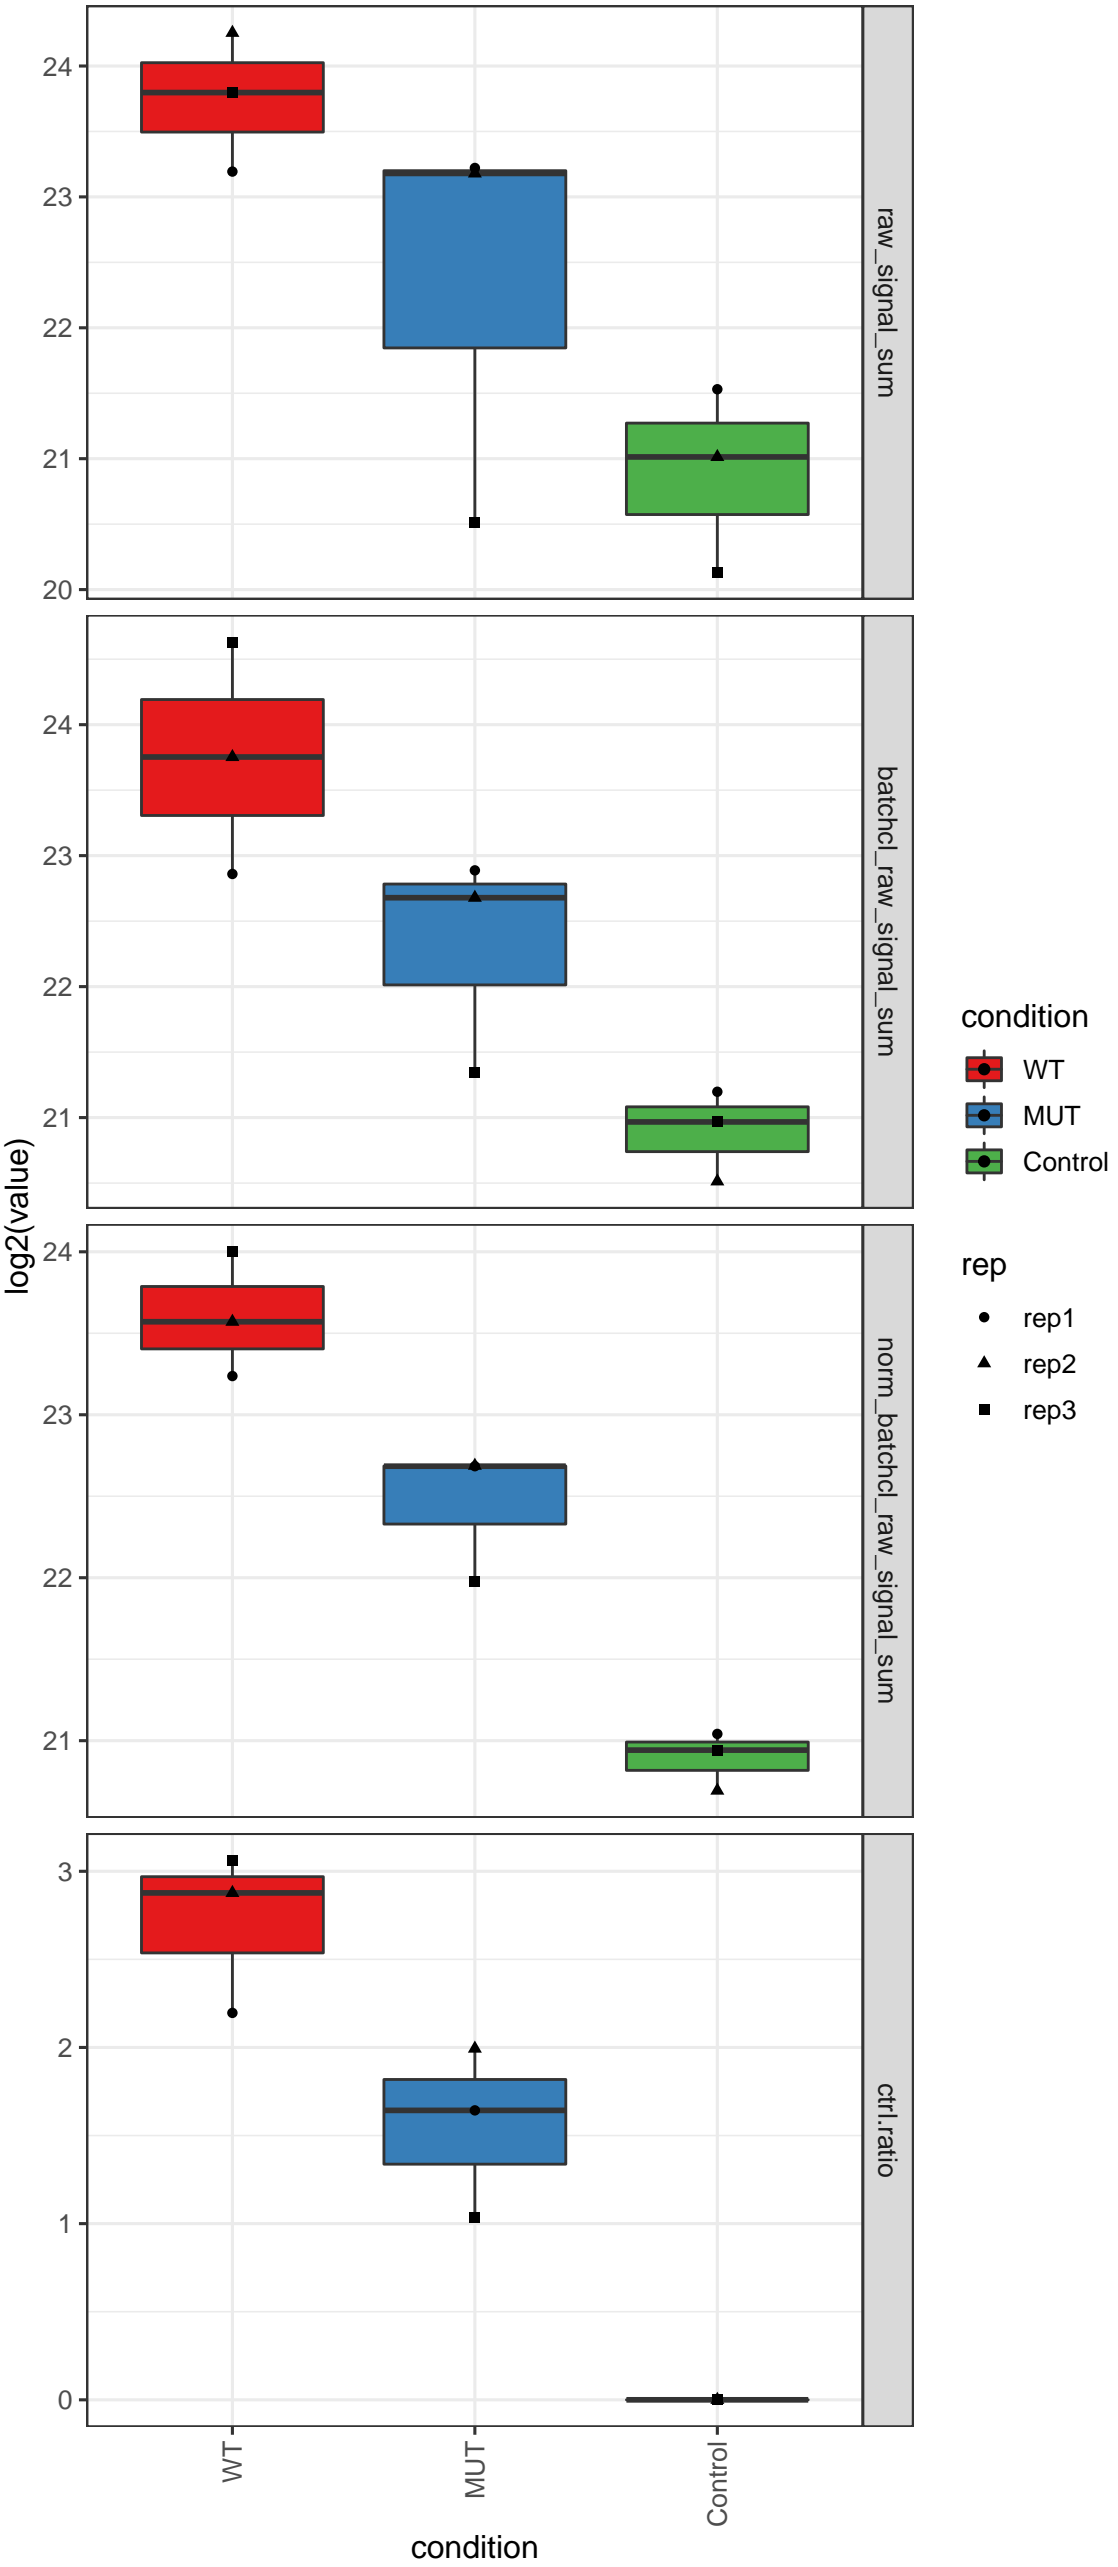 24
23
22
21
20
raw_signal_sum
24
23
22
21
batchcl_raw_signal_sum
24
23
22
21
norm_batchcl_raw_signal_sum
3
2
1
0
ctrl.ratio
log2(value)
WT
MUT
Control
condition
condition
WT
MUT
Control
rep
rep1
rep2
rep3